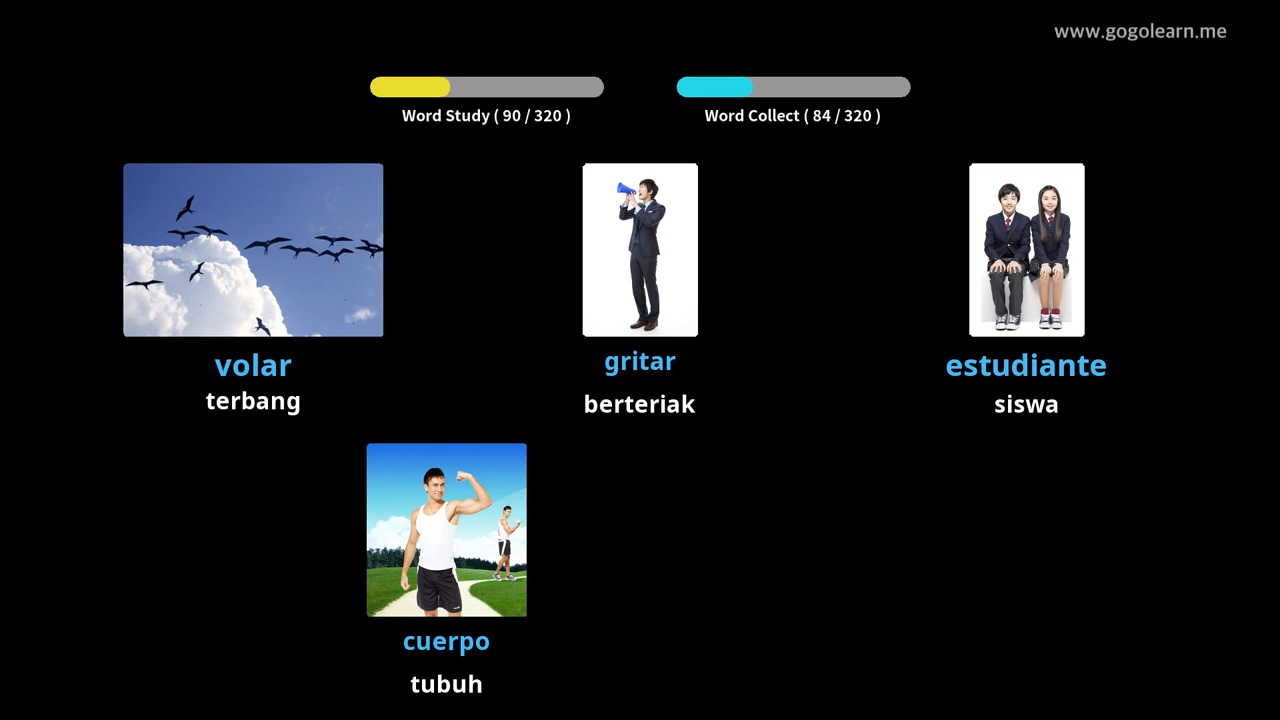 www.gogolearn.me
Word Study ( 90 / 320 )
Word Collect ( 84 / 320 )
volar
terbang
gritar
berteriak
estudiante
siswa
cuerpo
tubuh